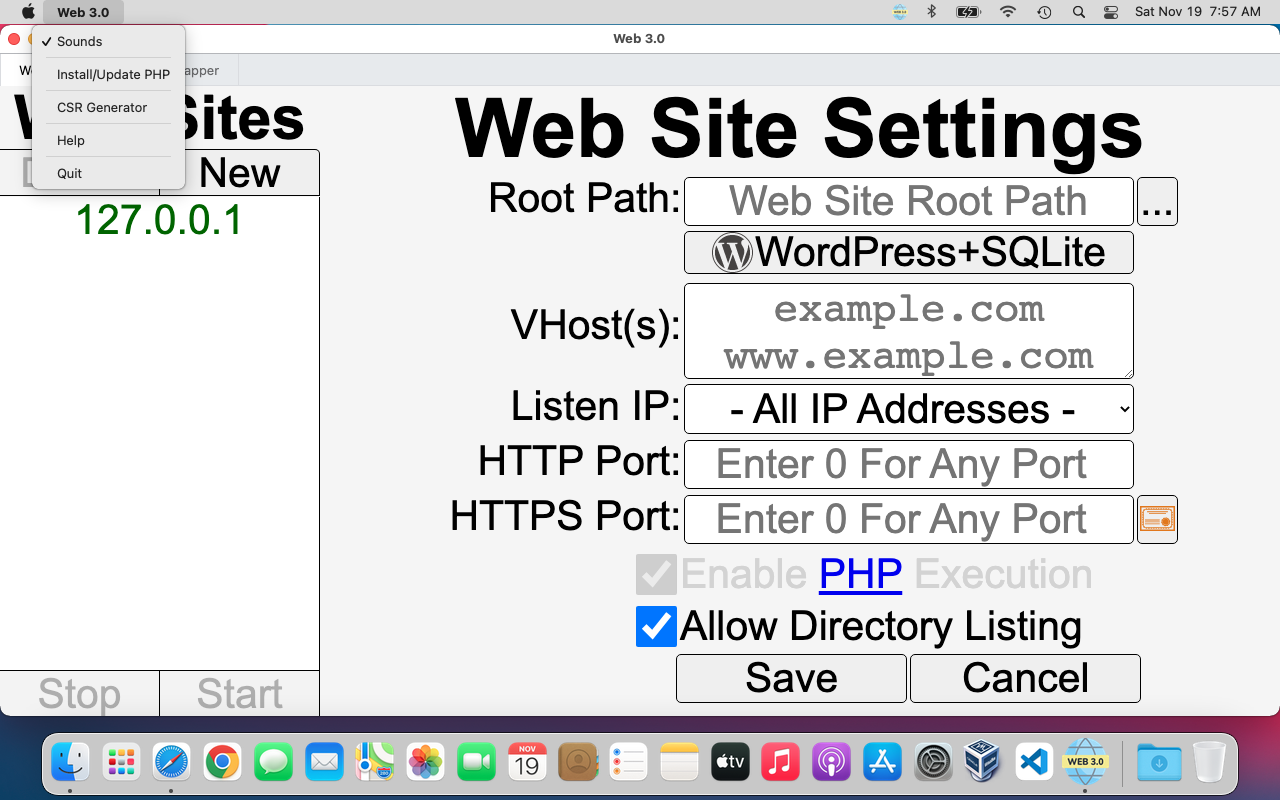 Web 3.0
WEB 3.0
Sat Nov 19 7:57 AM
Web 3.0
✓ Sounds
Install/Update PHP
CSR Generator
Help
Quit
apper
Sites
New
127.0.0.1
Stop
Start
Web Site Settings
Root Path: Web Site Root Path ...
WordPress+SQLite
VHost(s): example.com
www.example.com
Listen IP: - All IP Addresses -
HTTP Port: Enter 0 For Any Port
HTTPS Port: Enter 0 For Any Port
Enable PHP Execution
Allow Directory Listing
Save
Cancel
NOV
19
tv
WEB 3.0